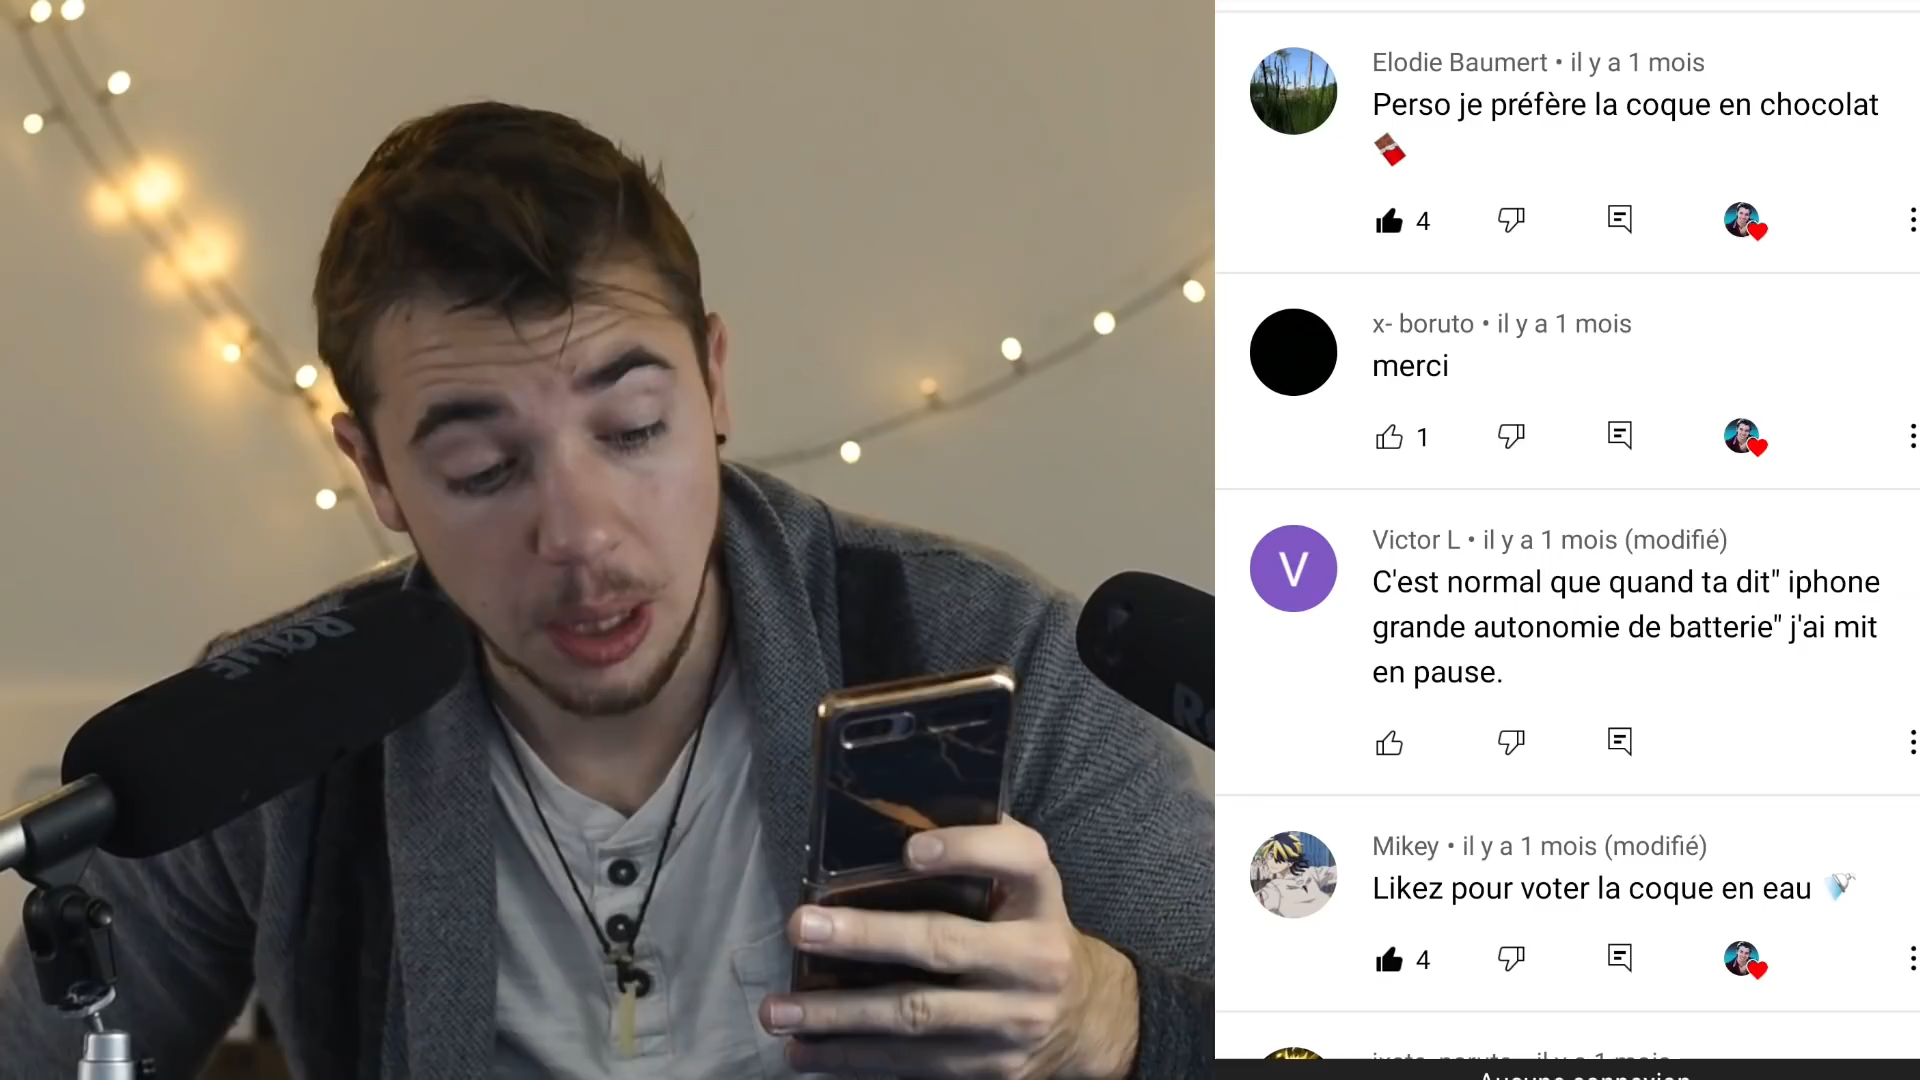 Elodie Baumert • il y a 1 mois
Perso je préfère la coque en chocolat
🍫
4
x- boruto • il y a 1 mois
merci
1
Victor L • il y a 1 mois (modifié)
V
C'est normal que quand ta dit" iphone
grande autonomie de batterie" j'ai mit
en pause.
Mikey • il y a 1 mois (modifié)
Likez pour voter la coque en eau
4
RØDE